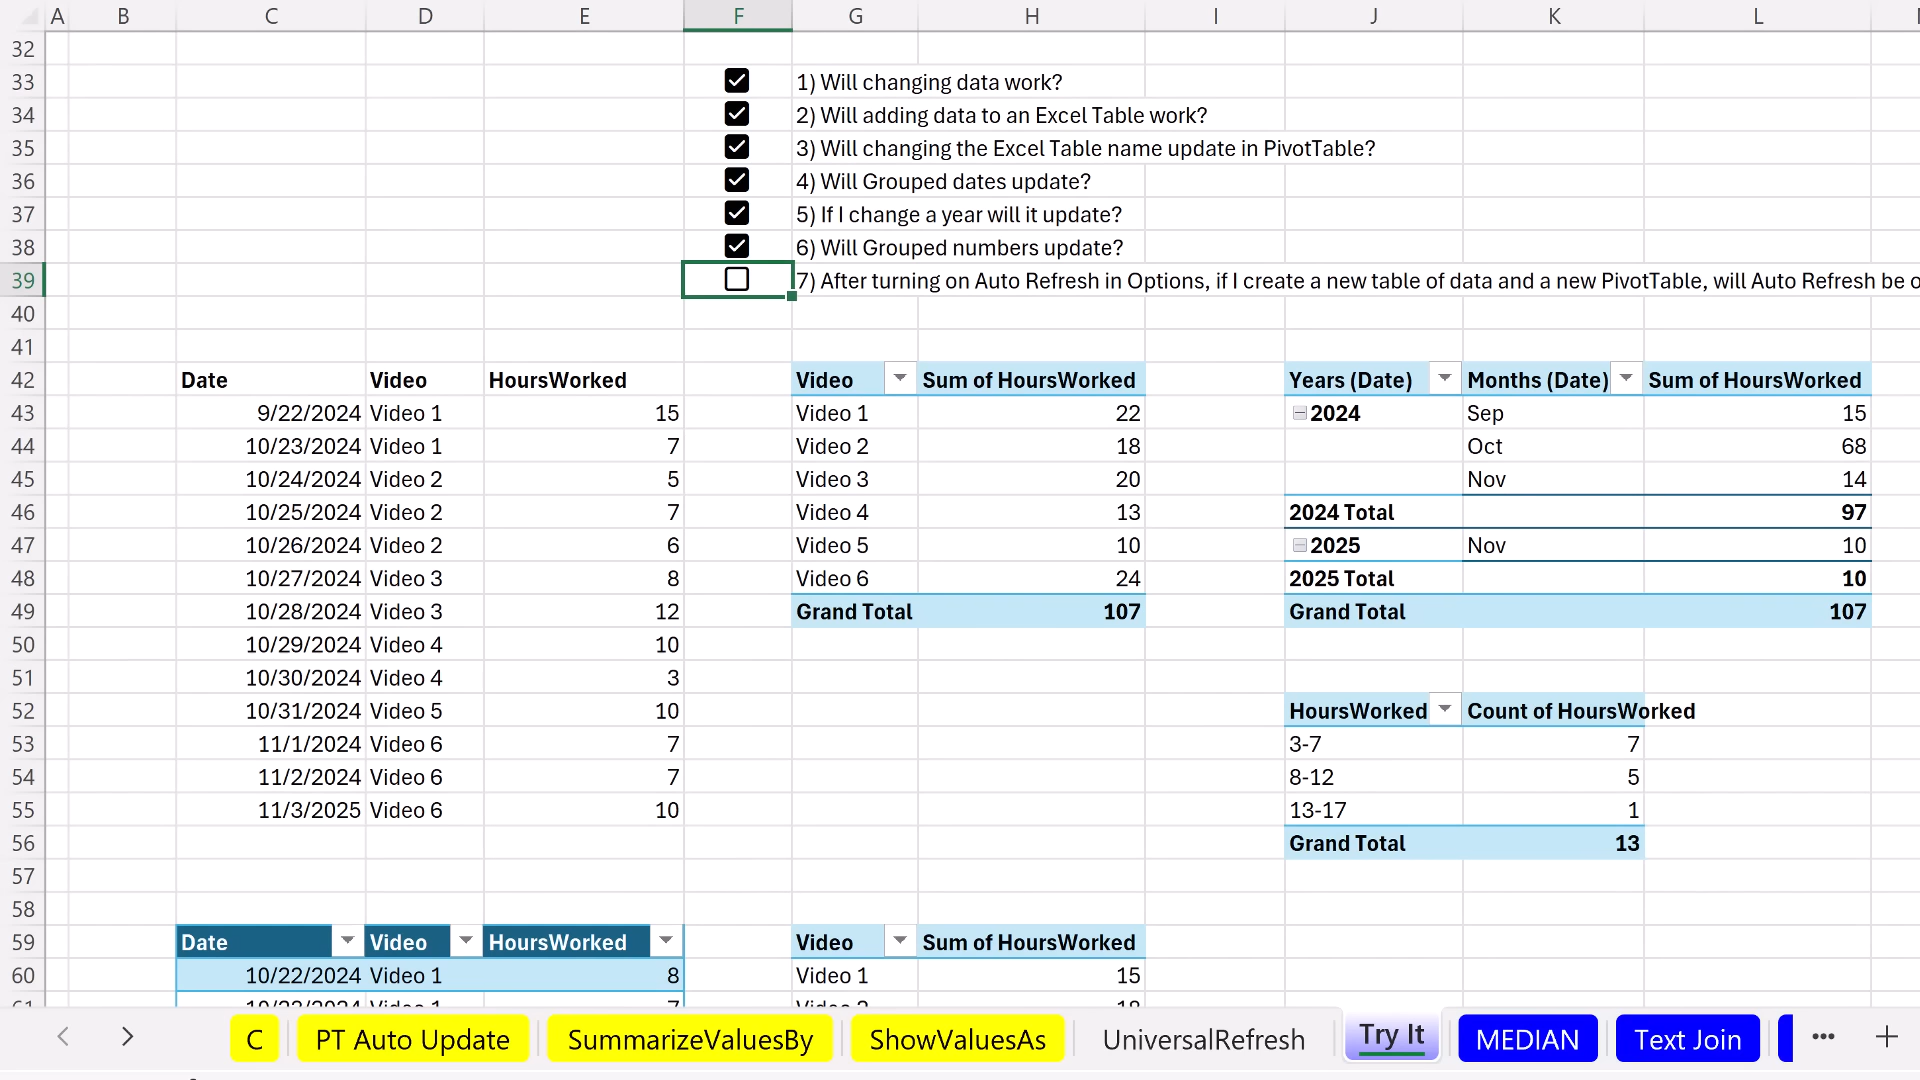 A B C D E F G H I J K L
32
33 1) Will changing data work?
34 2) Will adding data to an Excel Table work?
35 3) Will changing the Excel Table name update in PivotTable?
36 4) Will Grouped dates update?
37 5) If I change a year will it update?
38 6) Will Grouped numbers update?
39 7) After turning on Auto Refresh in Options, if I create a new table of data and a new PivotTable, will Auto Refresh be
40
41
42 Date Video HoursWorked Video Sum of HoursWorked Years (Date) Months (Date) Sum of HoursWorked
43 9/22/2024 Video 1 15 Video 1 22 2024 Sep 15
44 10/23/2024 Video 1 7 Video 2 18 Oct 68
45 10/24/2024 Video 2 5 Video 3 20 Nov 14
46 10/25/2024 Video 2 7 Video 4 13 2024 Total 97
47 10/26/2024 Video 2 6 Video 5 10 2025 Nov 10
48 10/27/2024 Video 3 8 Video 6 24 2025 Total 10
49 10/28/2024 Video 3 12 Grand Total 107 Grand Total 107
50 10/29/2024 Video 4 10
51 10/30/2024 Video 4 3
52 10/31/2024 Video 5 10 HoursWorked Count of HoursWorked
53 11/1/2024 Video 6 7 3-7 7
54 11/2/2024 Video 6 7 8-12 5
55 11/3/2025 Video 6 10 13-17 1
56 Grand Total 13
57
58
59 Date Video HoursWorked Video Sum of HoursWorked
60 10/22/2024 Video 1 8 Video 1 15
C PT Auto Update SummarizeValuesBy ShowValuesAs UniversalRefresh Try It MEDIAN Text Join